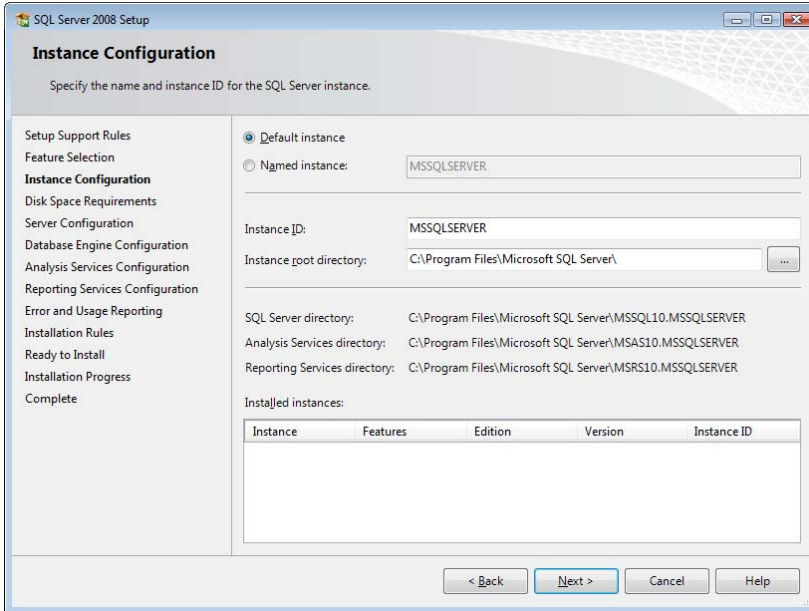 SQL Server 2008 Setup
Instance Configuration
Specify the name and instance ID for the SQL Server instance.
Setup Support Rules
Feature Selection
Instance Configuration
Disk Space Requirements
Server Configuration
Database Engine Configuration
Analysis Services Configuration
Reporting Services Configuration
Error and Usage Reporting
Installation Rules
Ready to Install
Installation Progress
Complete
Default instance
Named instance: MSSQLSERVER
Instance ID: MSSQLSERVER
Instance root directory: C:\Program Files\Microsoft SQL Server\ ...
SQL Server directory: C:\Program Files\Microsoft SQL Server\MSSQL10.MSSQLSERVER
Analysis Services directory: C:\Program Files\Microsoft SQL Server\MSAS10.MSSQLSERVER
Reporting Services directory: C:\Program Files\Microsoft SQL Server\MSRS10.MSSQLSERVER
Installed instances:
Instance Features Edition Version Instance ID
< Back Next > Cancel Help